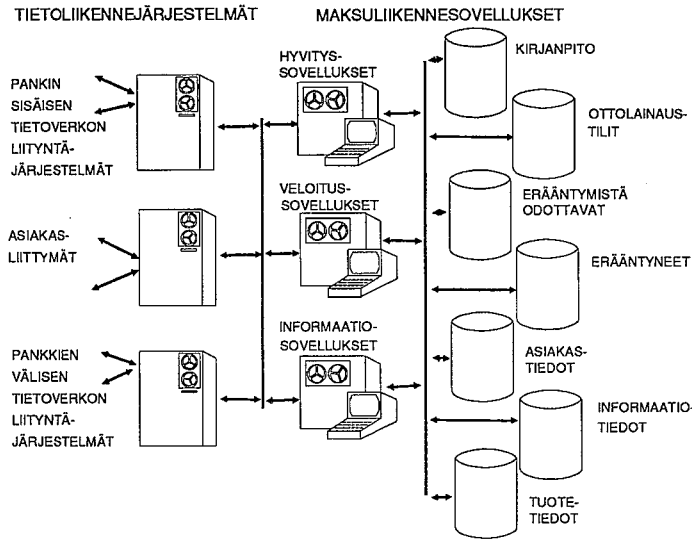 TIETOLIIKENNEJÄRJESTELMÄT
MAKSULIIKENNESOVELLUKSET
PANKIN
SISÄISEN
TIETOVERKON
LIITYNTÄ-
JÄRJESTELMÄT
ASIAKAS-
LIITTYMÄT
PANKKIEN
VÄLISEN
TIETOVERKON
LIITYNTÄ-
JÄRJESTELMÄT
HYVITYS-
SOVELLUKSET
VELOITUS-
SOVELLUKSET
INFORMAATIO-
SOVELLUKSET
KIRJANPITO
OTTOLAINAUS-
TILIT
ERÄÄNTYMISTÄ
ODOTTAVAT
ERÄÄNTYNEET
ASIAKAS-
TIEDOT
INFORMAATIO-
TIEDOT
TUOTE-
TIEDOT